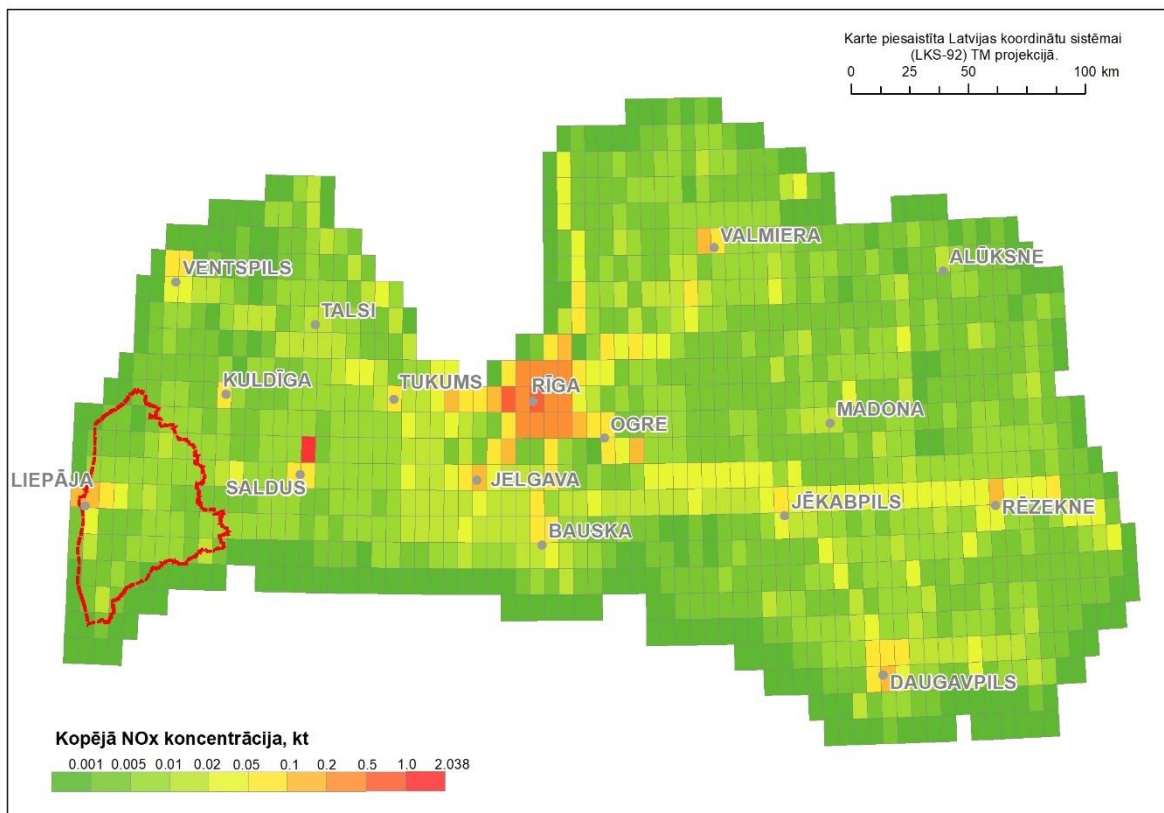 Karte piesaistīta Latvijas koordinātu sistēmai
(LKS-92) TM projekcijā.
0 25 50 100 km
VALMIERA
ALŪKSNE
VENTSPILS
TALSI
KULDĪGA
TUKUMS
RĪGA
MADONA
OGRE
LIEPĀJA
SALDUS
JELGAVA
JĒKABPILS
RĒZEKNE
BAUSKA
DAUGAVPILS
Kopējā NOx koncentrācija, kt
0.001 0.005 0.01 0.02 0.05 0.1 0.2 0.5 1.0 2.038